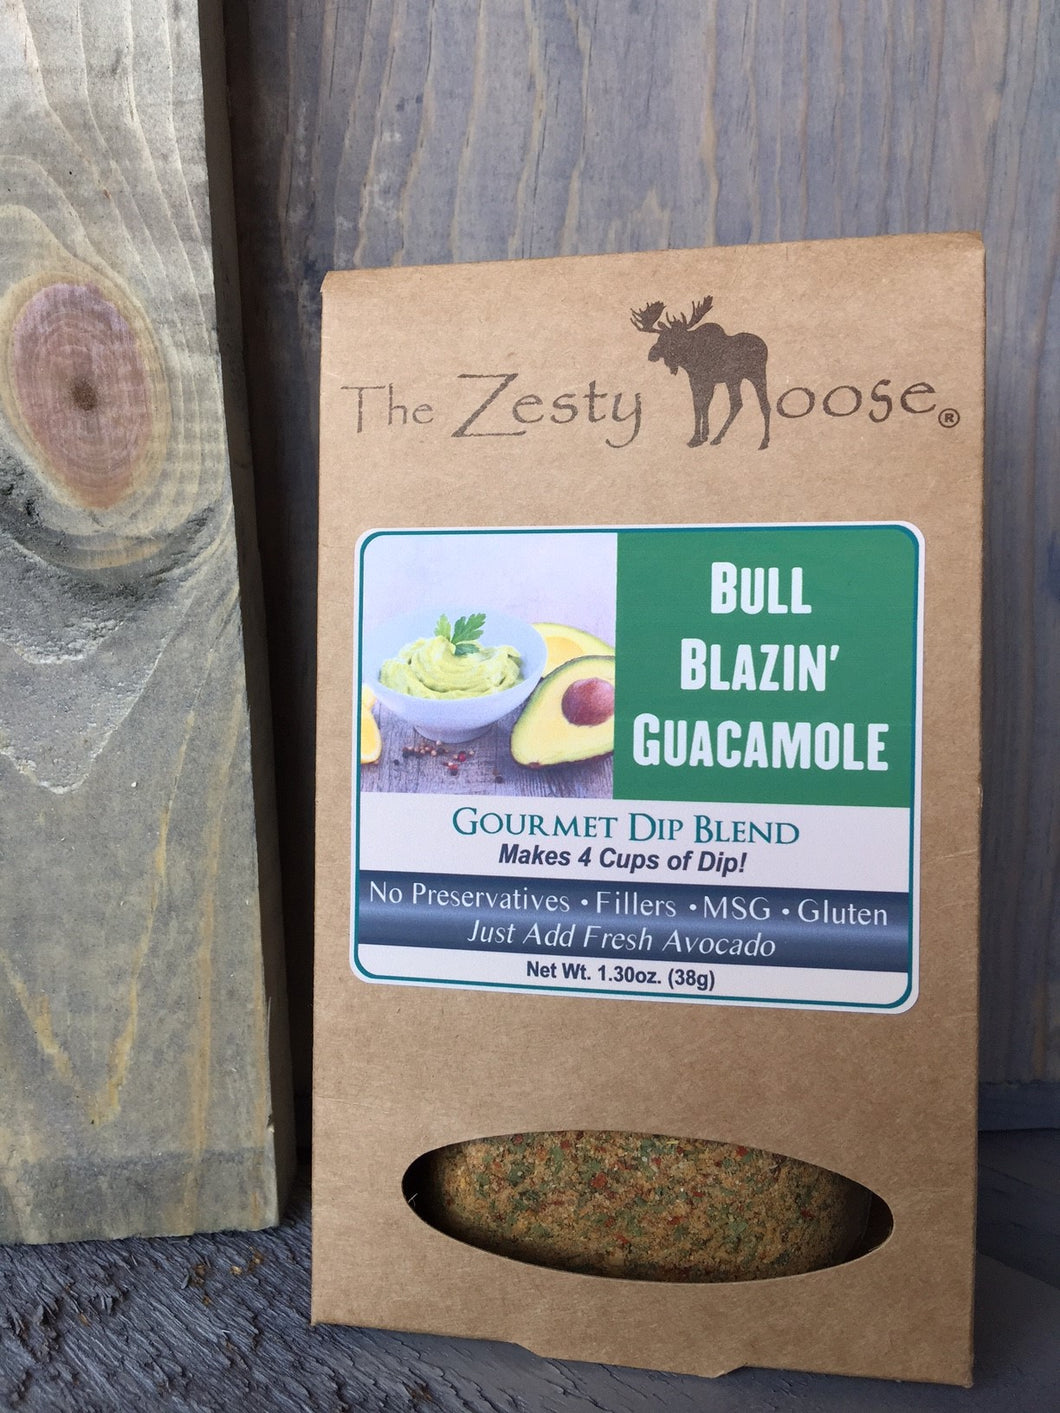 The Zesty Moose®
Bull
Blazin'
Guacamole
Gourmet Dip Blend
Makes 4 Cups of Dip!
No Preservatives • Fillers • MSG • Gluten
Just Add Fresh Avocado
Net Wt. 1.30oz. (38g)